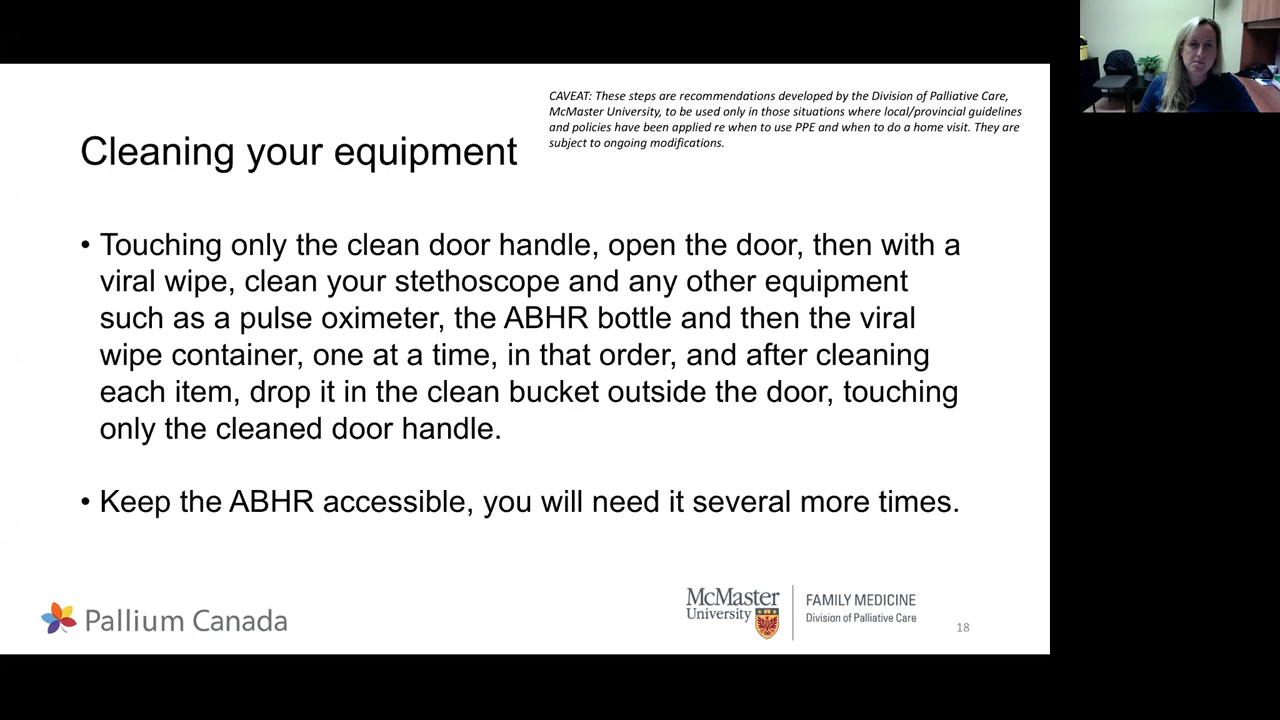 CAVEAT: These steps are recommendations developed by the Division of Palliative Care,
McMaster University, to be used only in those situations where local/provincial guidelines
and policies have been applied re when to use PPE and when to do a home visit. They are
subject to ongoing modifications.
Cleaning your equipment
• Touching only the clean door handle, open the door, then with a
viral wipe, clean your stethoscope and any other equipment
such as a pulse oximeter, the ABHR bottle and then the viral
wipe container, one at a time, in that order, and after cleaning
each item, drop it in the clean bucket outside the door, touching
only the cleaned door handle.
• Keep the ABHR accessible, you will need it several more times.
Pallium Canada
McMaster
University
FAMILY MEDICINE
Division of Palliative Care
18